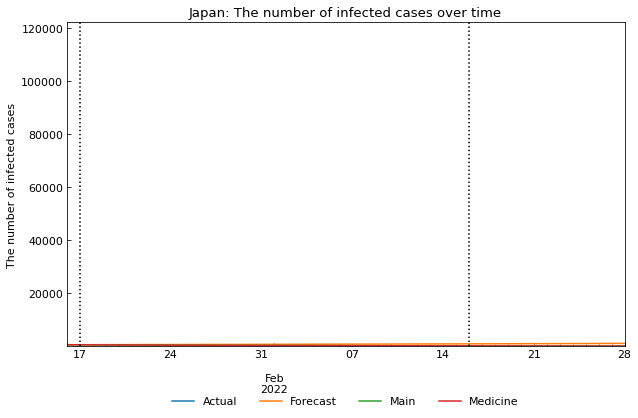 Japan: The number of infected cases over time
The number of infected cases
120000
100000
80000
60000
40000
20000
17 24 31 07 14 21 28
Feb
2022
Actual Forecast Main Medicine